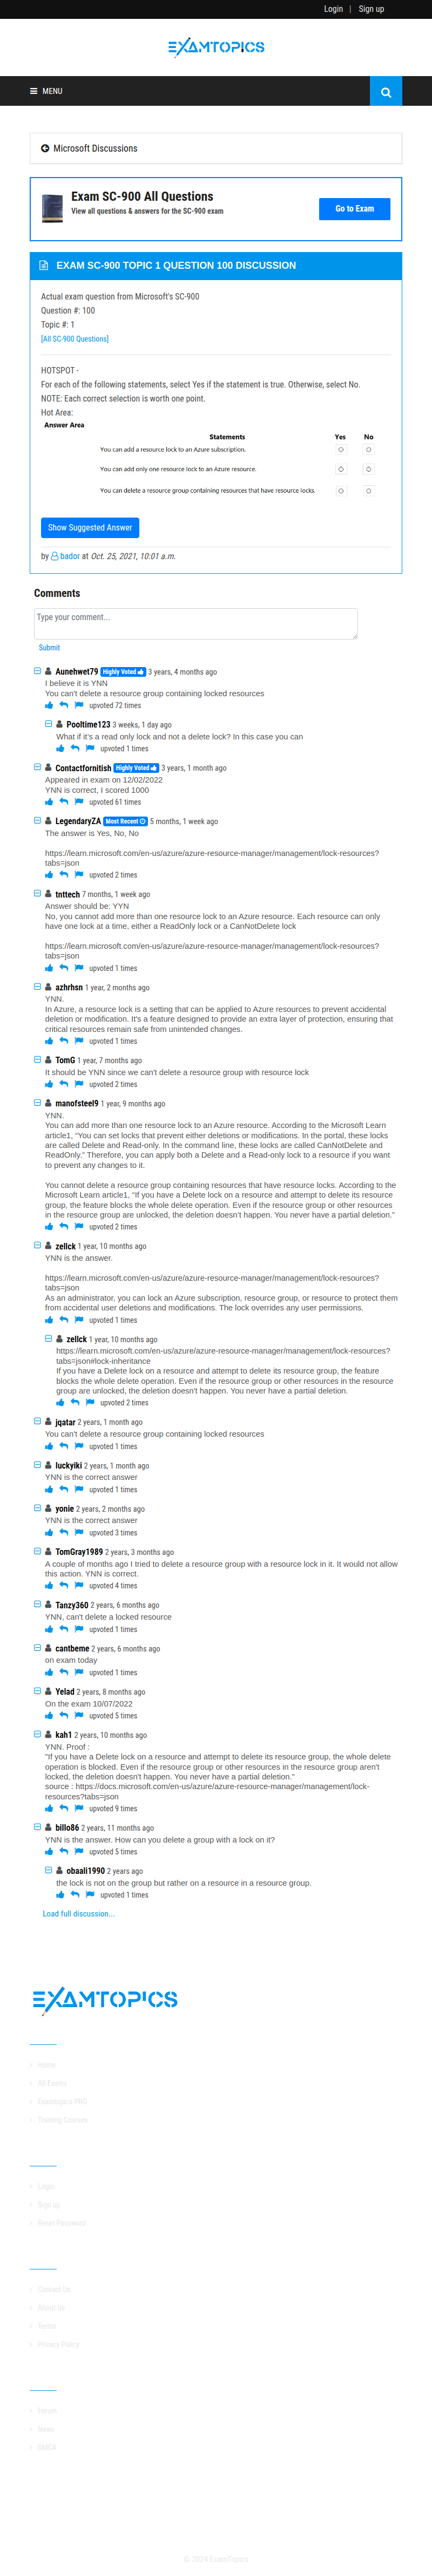 Login | Sign up
EXAMTOPICS
MENU
Microsoft Discussions
Exam SC-900 All Questions
View all questions & answers for the SC-900 exam
Go to Exam
EXAM SC-900 TOPIC 1 QUESTION 100 DISCUSSION
Actual exam question from Microsoft's SC-900
Question #: 100
Topic #: 1
[All SC-900 Questions]
HOTSPOT -
For each of the following statements, select Yes if the statement is true. Otherwise, select No.
NOTE: Each correct selection is worth one point.
Hot Area:
Answer Area
Statements Yes No
You can add a resource lock to an Azure subscription.
You can add only one resource lock to an Azure resource.
You can delete a resource group containing resources that have resource locks.
Show Suggested Answer
by bador at Oct. 25, 2021, 10:01 a.m.
Comments
Type your comment...
Submit
Aunehwet79 Highly Voted 3 years, 4 months ago
I believe it is YNN
You can't delete a resource group containing locked resources
upvoted 72 times
Pooltime123 3 weeks, 1 day ago
What if it's a read only lock and not a delete lock? In this case you can
upvoted 1 times
Contactfornitish Highly Voted 3 years, 1 month ago
Appeared in exam on 12/02/2022
YNN is correct, I scored 1000
upvoted 61 times
LegendaryZA Most Recent 5 months, 1 week ago
The answer is Yes, No, No
https://learn.microsoft.com/en-us/azure/azure-resource-manager/management/lock-resources?
tabs=json
upvoted 2 times
tnttech 7 months, 1 week ago
Answer should be: YYN
No, you cannot add more than one resource lock to an Azure resource. Each resource can only
have one lock at a time, either a ReadOnly lock or a CanNotDelete lock
https://learn.microsoft.com/en-us/azure/azure-resource-manager/management/lock-resources?
tabs=json
upvoted 1 times
azhrhsn 1 year, 2 months ago
YNN.
In Azure, a resource lock is a setting that can be applied to Azure resources to prevent accidental
deletion or modification. It's a feature designed to provide an extra layer of protection, ensuring that
critical resources remain safe from unintended changes.
upvoted 1 times
TomG 1 year, 7 months ago
It should be YNN since we can't delete a resource group with resource lock
upvoted 2 times
manofsteel9 1 year, 9 months ago
YNN.
You can add more than one resource lock to an Azure resource. According to the Microsoft Learn
article1, "You can set locks that prevent either deletions or modifications. In the portal, these locks
are called Delete and Read-only. In the command line, these locks are called CanNotDelete and
ReadOnly." Therefore, you can apply both a Delete and a Read-only lock to a resource if you want
to prevent any changes to it.
You cannot delete a resource group containing resources that have resource locks. According to the
Microsoft Learn article1, "If you have a Delete lock on a resource and attempt to delete its resource
group, the feature blocks the whole delete operation. Even if the resource group or other resources
in the resource group are unlocked, the deletion doesn't happen. You never have a partial deletion."
upvoted 2 times
zellck 1 year, 10 months ago
YNN is the answer.
https://learn.microsoft.com/en-us/azure/azure-resource-manager/management/lock-resources?
tabs=json
As an administrator, you can lock an Azure subscription, resource group, or resource to protect them
from accidental user deletions and modifications. The lock overrides any user permissions.
upvoted 1 times
zellck 1 year, 10 months ago
https://learn.microsoft.com/en-us/azure/azure-resource-manager/management/lock-resources?
tabs=json#lock-inheritance
If you have a Delete lock on a resource and attempt to delete its resource group, the feature
blocks the whole delete operation. Even if the resource group or other resources in the resource
group are unlocked, the deletion doesn't happen. You never have a partial deletion.
upvoted 2 times
jqatar 2 years, 1 month ago
You can't delete a resource group containing locked resources
upvoted 1 times
luckyiki 2 years, 1 month ago
YNN is the correct answer
upvoted 1 times
yonie 2 years, 2 months ago
YNN is the correct answer
upvoted 3 times
TomGray1989 2 years, 3 months ago
A couple of months ago I tried to delete a resource group with a resource lock in it. It would not allow
this action. YNN is correct.
upvoted 4 times
Tanzy360 2 years, 6 months ago
YNN, can't delete a locked resource
upvoted 1 times
cantbeme 2 years, 6 months ago
on exam today
upvoted 1 times
Yelad 2 years, 8 months ago
On the exam 10/07/2022
upvoted 5 times
kah1 2 years, 10 months ago
YNN. Proof :
"If you have a Delete lock on a resource and attempt to delete its resource group, the whole delete
operation is blocked. Even if the resource group or other resources in the resource group aren't
locked, the deletion doesn't happen. You never have a partial deletion."
source : https://docs.microsoft.com/en-us/azure/azure-resource-manager/management/lock-
resources?tabs=json
upvoted 9 times
billo86 2 years, 11 months ago
YNN is the answer. How can you delete a group with a lock on it?
upvoted 5 times
obaali1990 2 years ago
the lock is not on the group but rather on a resource in a resource group.
upvoted 1 times
Load full discussion...
EXAMTOPICS
Home
All Exams
Examtopics PRO
Training Courses
Login
Sign up
Reset Password
Contact Us
About Us
Terms
Privacy Policy
Forum
News
DMCA
© 2024 ExamTopics